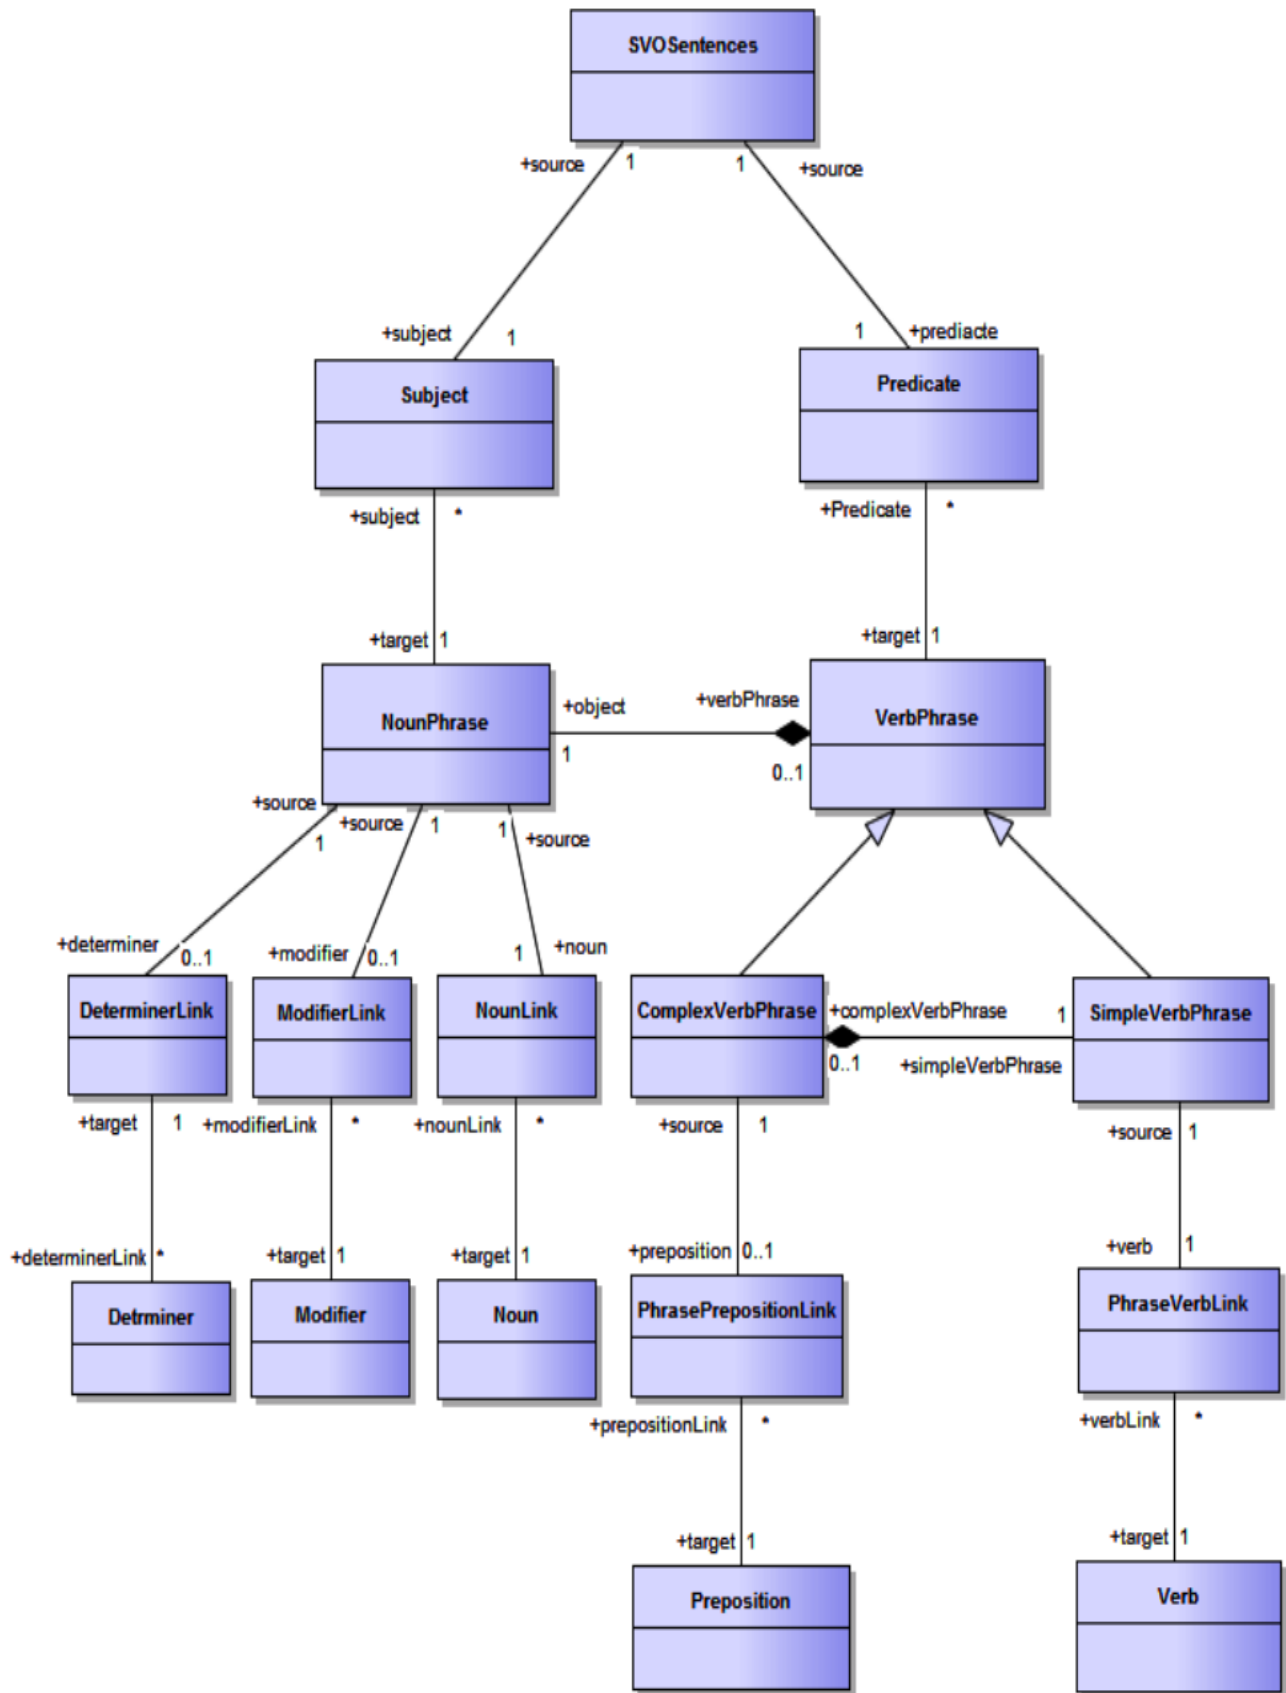 SVOSentences
+source 1 1 +source
+subject 1 1 +prediacte
Subject Predicate
+subject * +Predicate *
+target 1 +target 1
NounPhrase +object 1 +verbPhrase 0..1 VerbPhrase
+source 1 +source 1 1 +source
+determiner 0..1 +modifier 0..1 1 +noun
DeterminerLink ModifierLink NounLink ComplexVerbPhrase +complexVerbPhrase 1 SimpleVerbPhrase
0..1 +simpleVerbPhrase
+target 1 +modifierLink * +nounLink * +source 1 +source 1
+determinerLink * +target 1 +target 1 +preposition 0..1 +verb 1
Detrminer Modifier Noun PhrasePrepositionLink PhraseVerbLink
+prepositionLink * +verbLink *
+target 1 +target 1
Preposition Verb